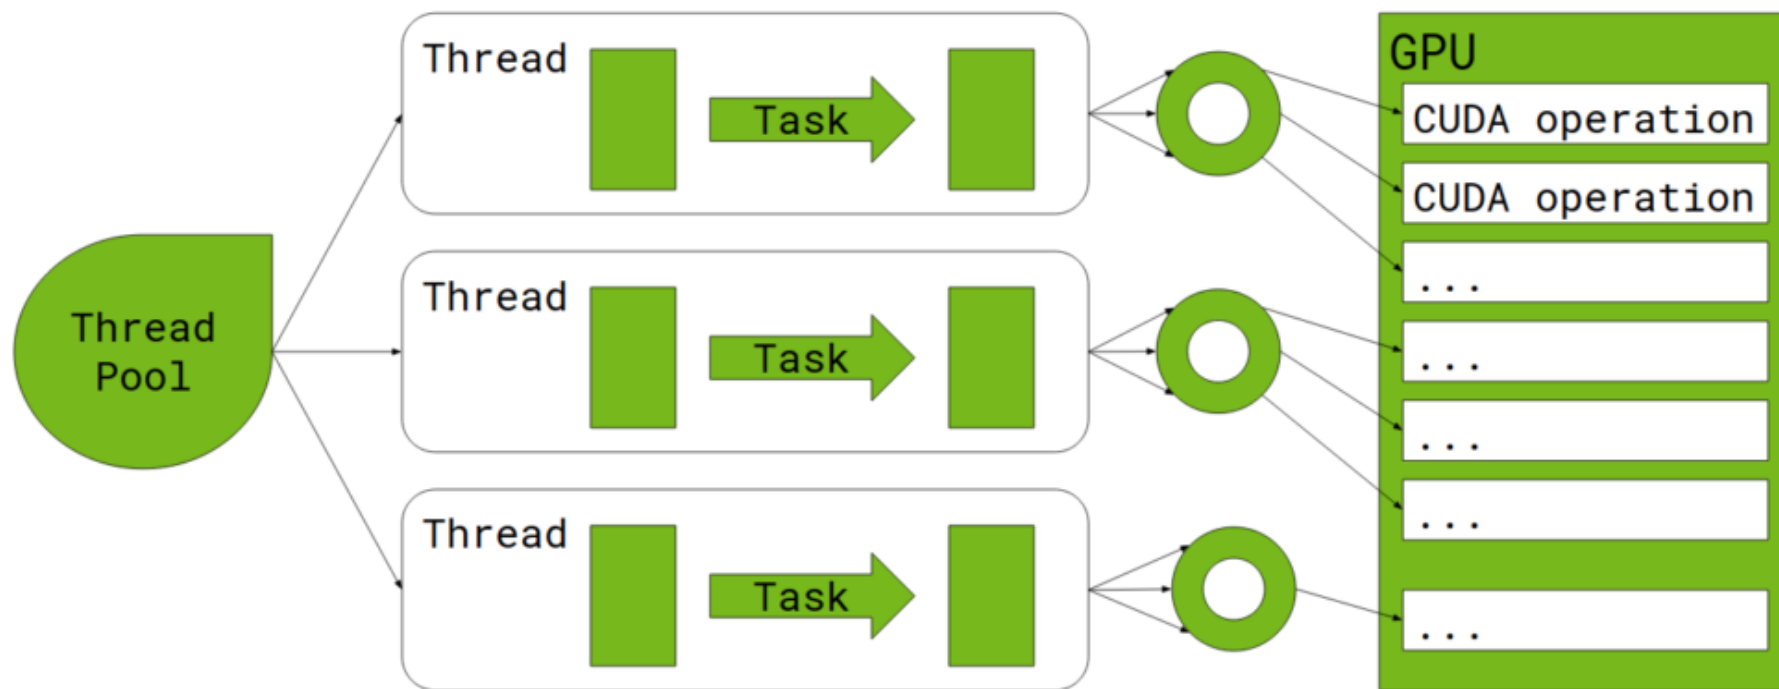 Thread
Pool
Thread
Task
Thread
Task
Thread
Task
GPU
CUDA operation
CUDA operation
...
...
...
...
...